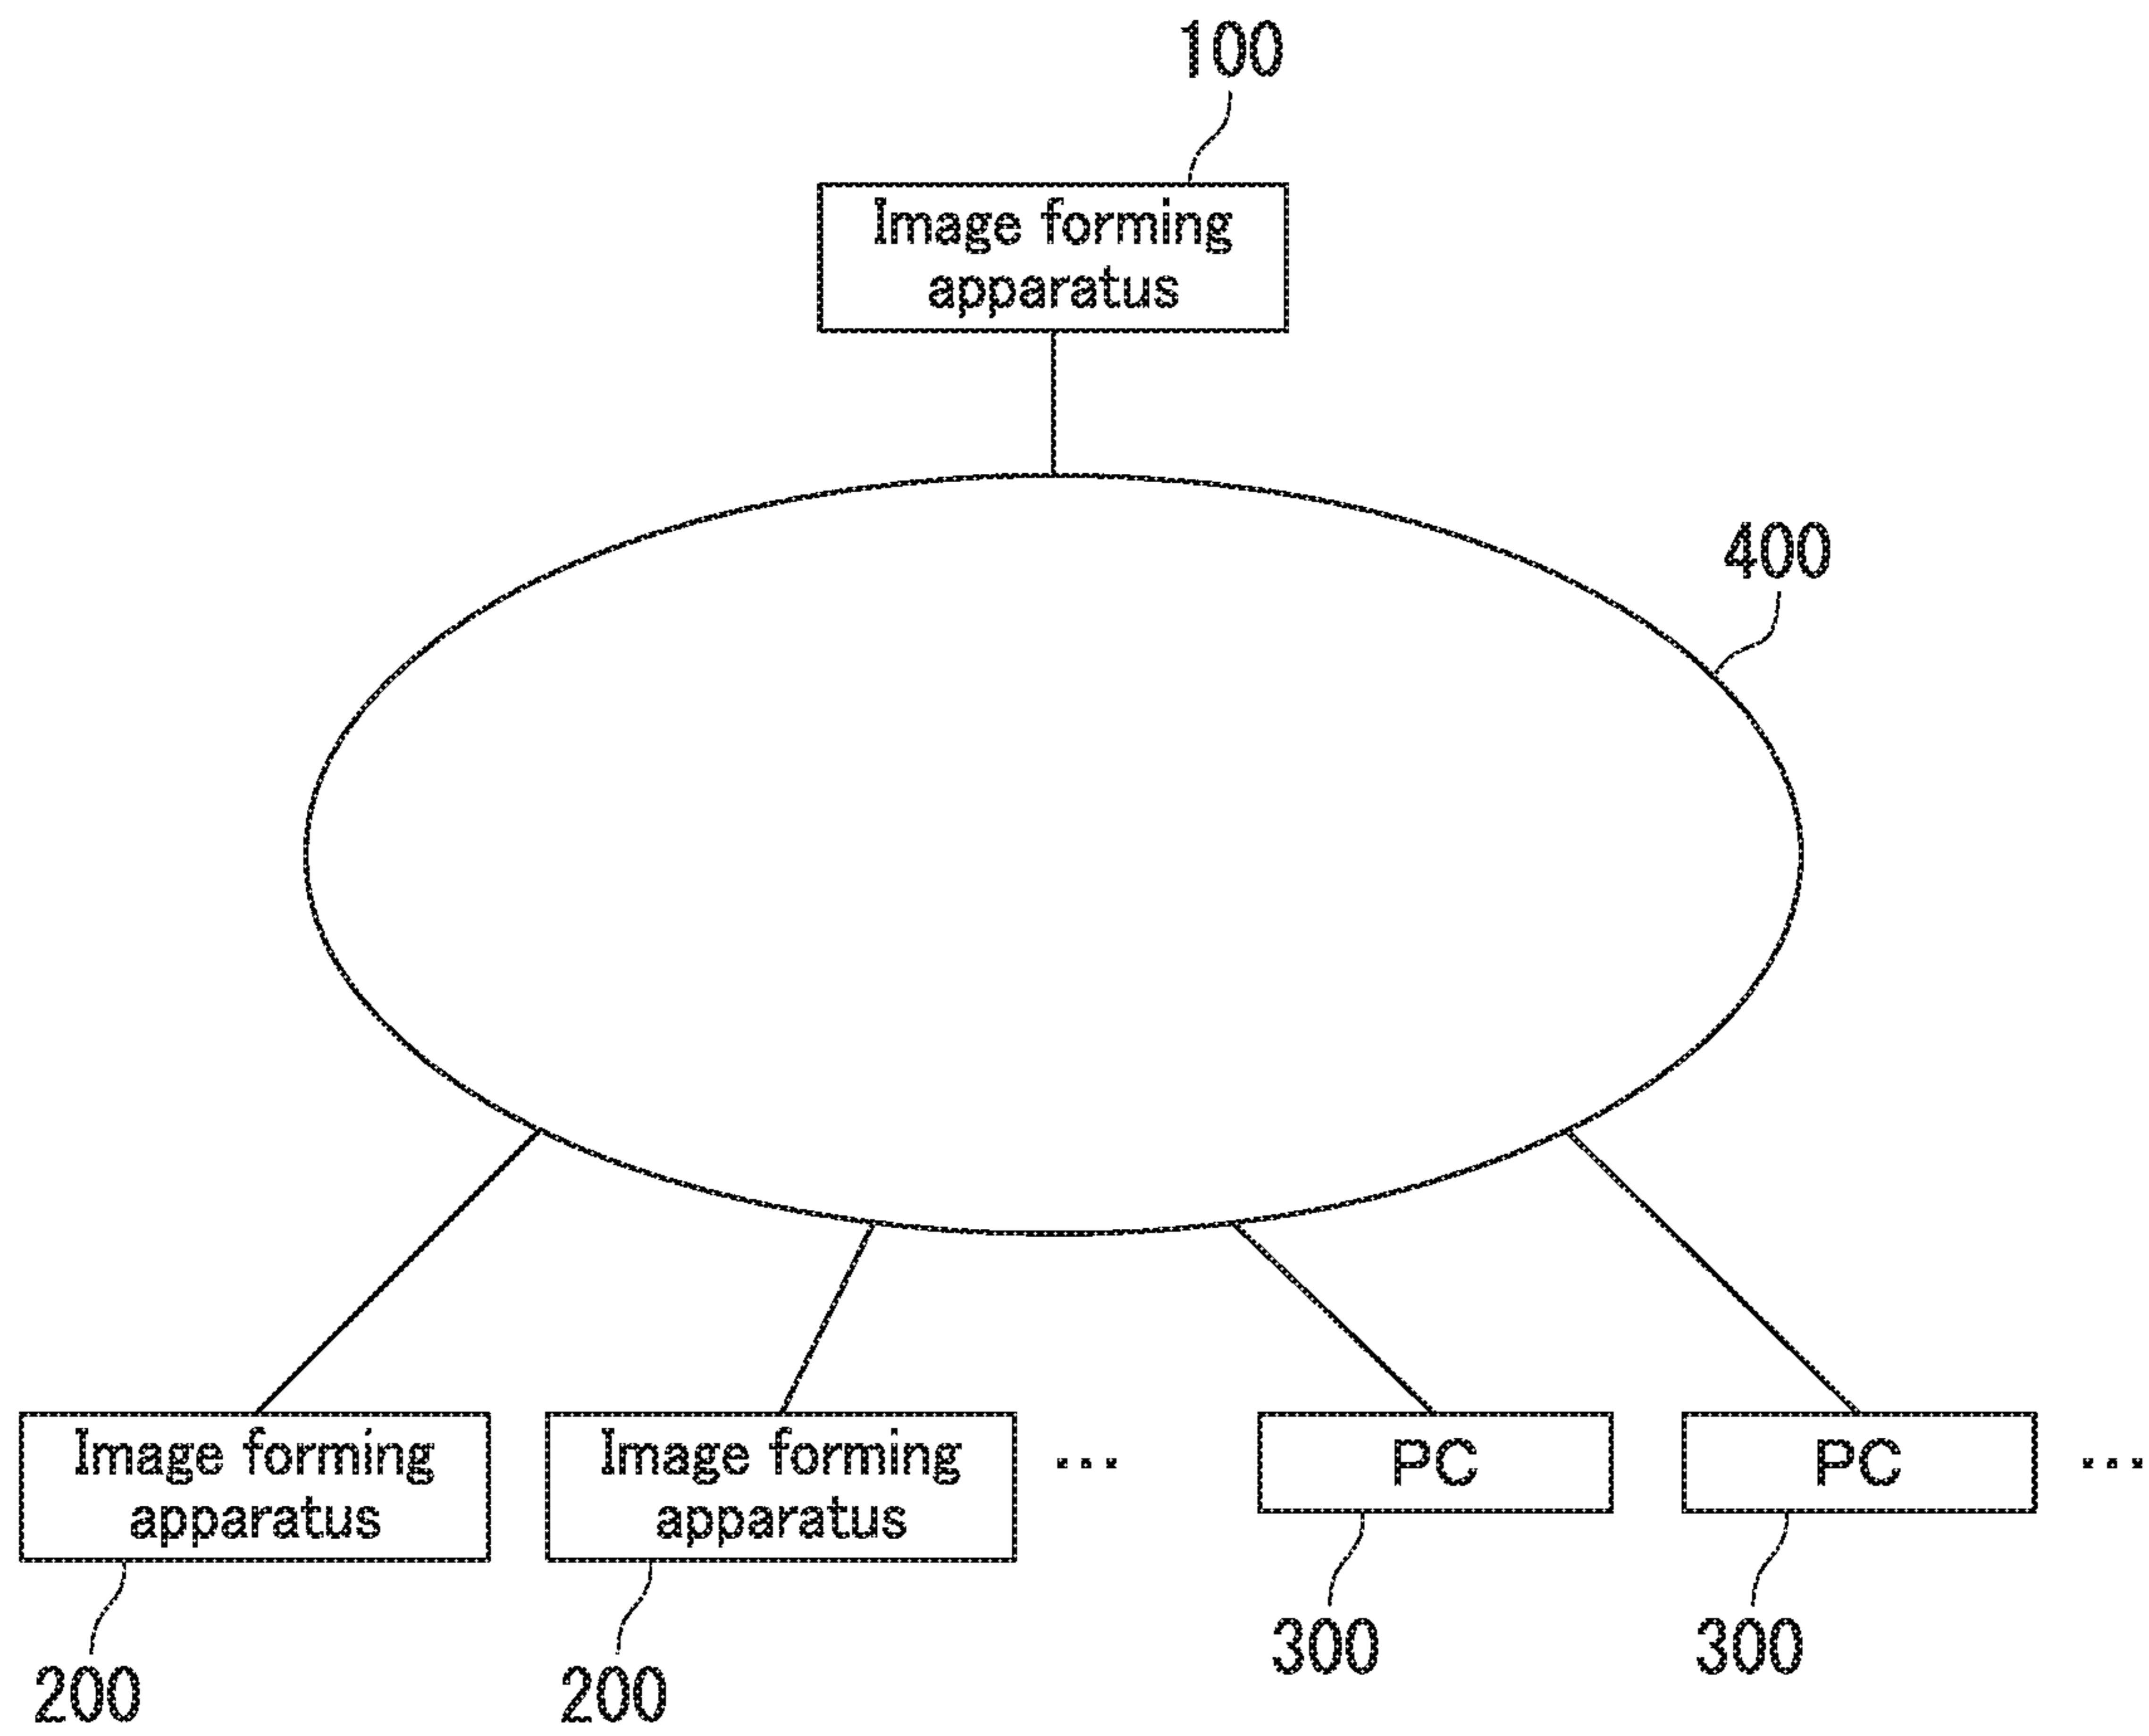 100
Image forming
apparatus
400
Image forming
apparatus
200
Image forming
apparatus
200
...
PC
300
PC
300
...